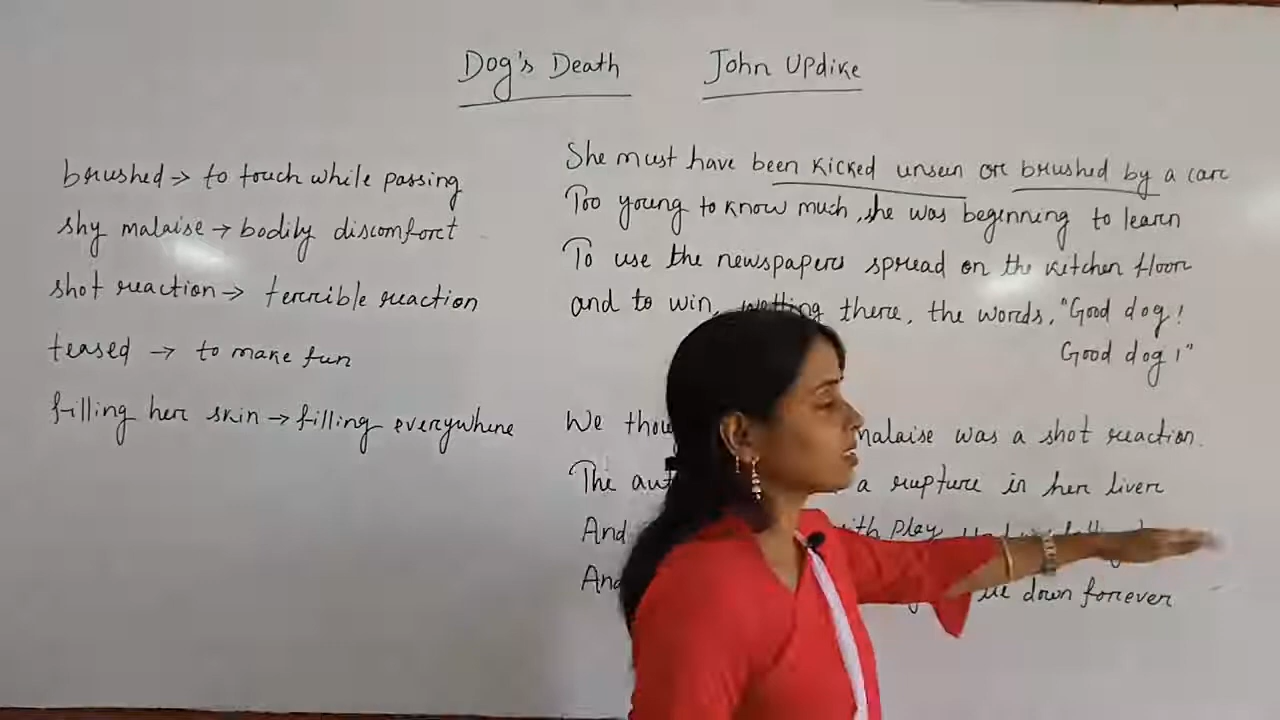 Dog's Death John Updike
brushed → to touch while passing
shy malaise → bodily discomfort
shot reaction → terrible reaction
teased → to make fun
filling her skin → filling everywhere
She must have been kicked unseen or brushed by a car
Too young to know much, she was beginning to learn
To use the newspapers spread on the kitchen floor
and to win, wetting there, the words, "Good dog!
Good dog!"
We malaise was a shot reaction.
The a rupture in her liver
And with play
And down forever